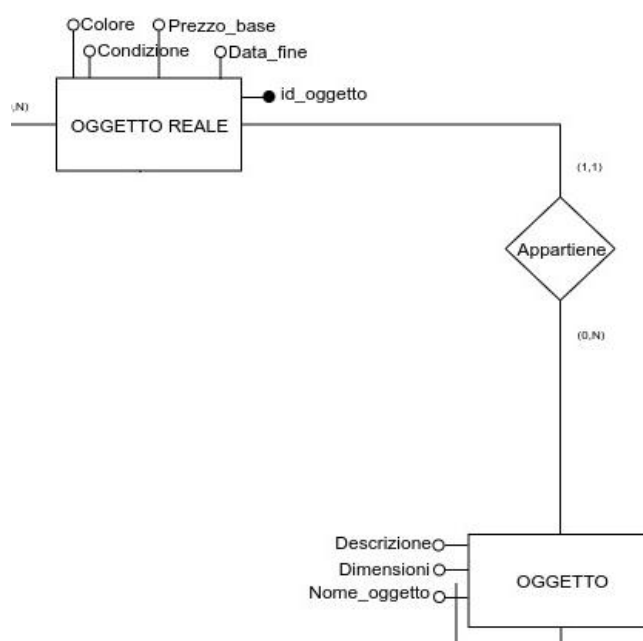 Colore
Prezzo_base
Condizione
Data_fine
id_oggetto
,N)
OGGETTO REALE
(1,1)
Appartiene
(0,N)
Descrizione
Dimensioni
OGGETTO
Nome_oggetto